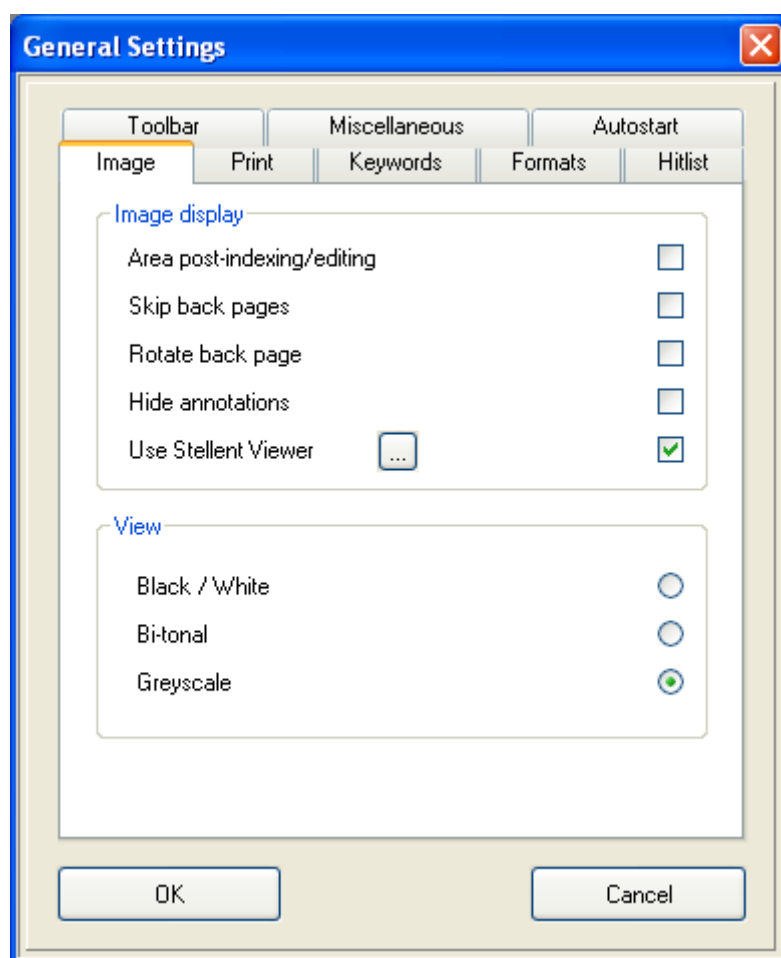 General Settings
Toolbar Miscellaneous Autostart
Image Print Keywords Formats Hitlist
Image display
Area post-indexing/editing
Skip back pages
Rotate back page
Hide annotations
Use Stellent Viewer ...
View
Black / White
Bi-tonal
Greyscale
OK Cancel